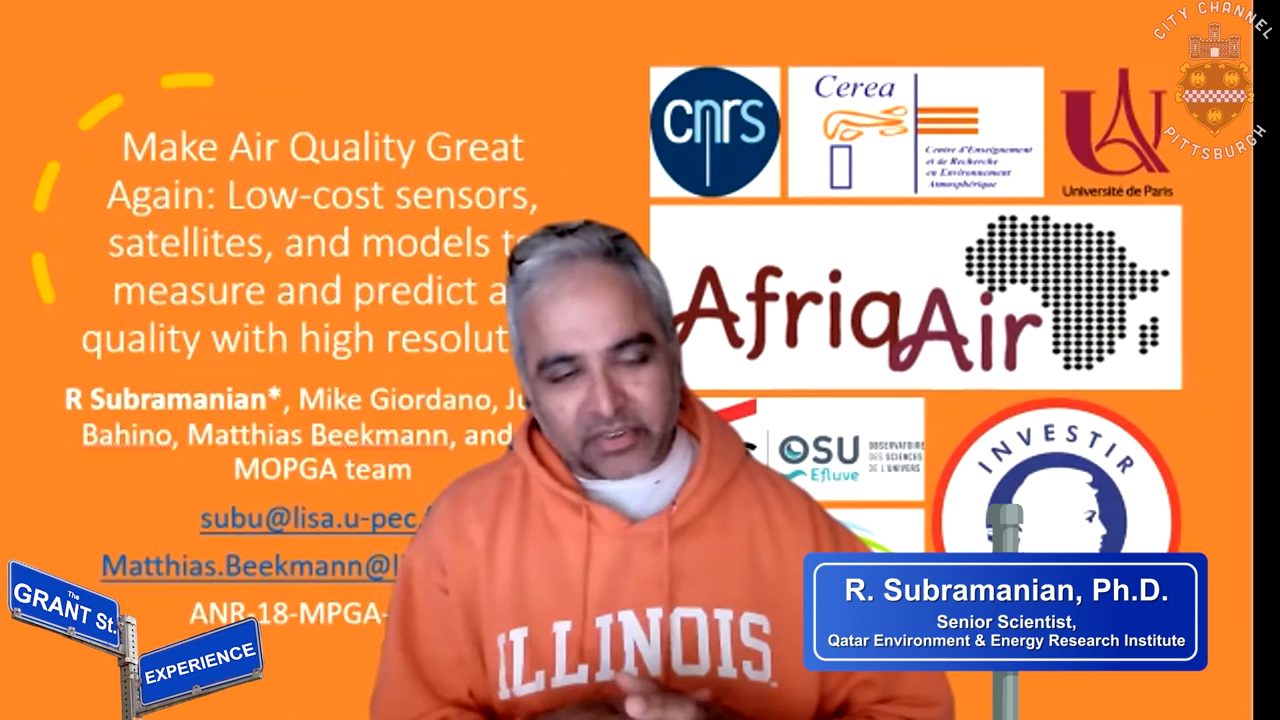 CITY CHANNEL
PITTSBURGH
Make Air Quality Great
Again: Low-cost sensors,
satellites, and models
measure and predict
quality with high
R Subramanian*, Mike Giordano,
Bahino, Matthias Beekmann, and
MOPGA team
subu@lisa.u-pec.
Matthias.Beekmann@
ANR-18-MPGA-
cnrs
Cerea
Centre d'Enseignement
et de Recherche
en Environnement
Atmosphérique
Université de Paris
AfriqAir
OSU
Efluve
OBSERVATOIRE
DES SCIENCES
DE L'UNIVERS
INVESTIR
ILLINOIS
The
GRANT St.
EXPERIENCE
R. Subramanian, Ph.D.
Senior Scientist,
Qatar Environment & Energy Research Institute